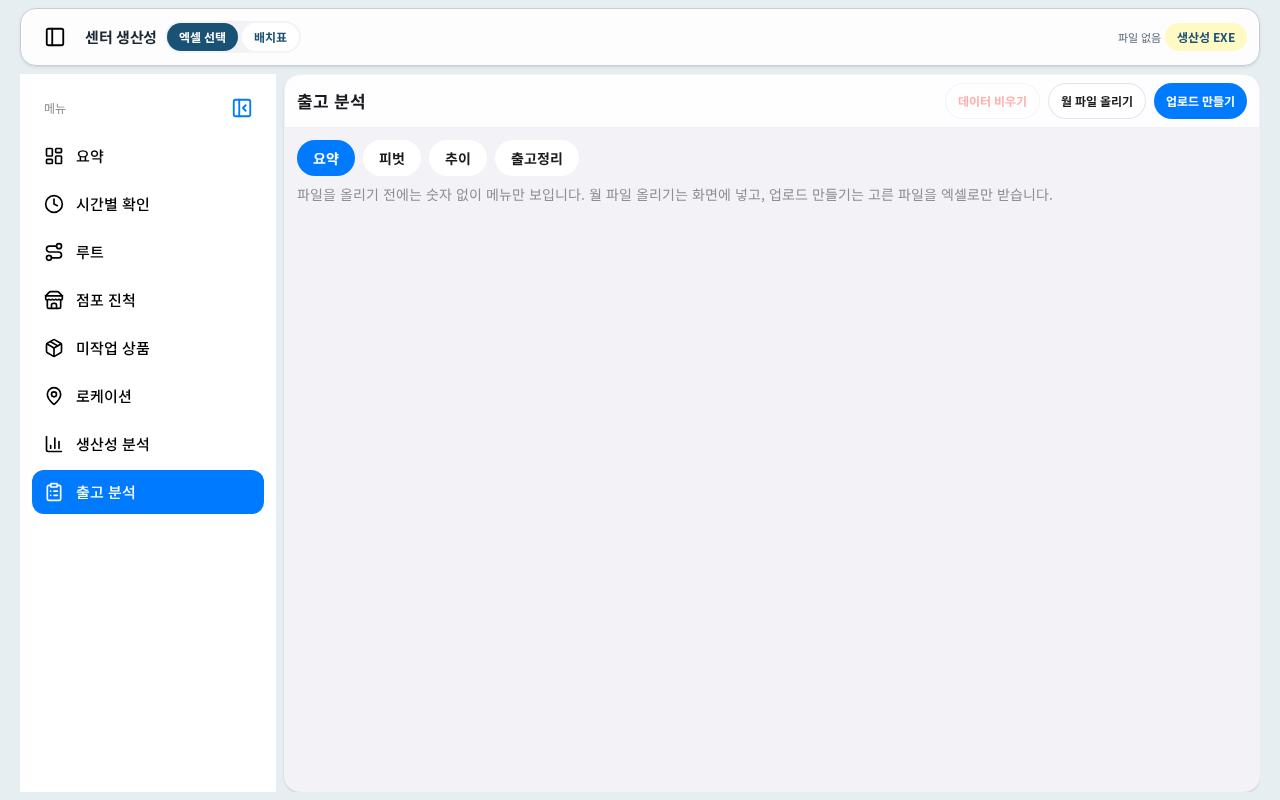 센터 생산성
엑셀 선택
배치표
파일 없음
생산성 EXE
메뉴
요약
시간별 확인
루트
점포 진척
미작업 상품
로케이션
생산성 분석
출고 분석
출고 분석
데이터 비우기
월 파일 올리기
업로드 만들기
요약
피벗
추이
출고정리
파일을 올리기 전에는 숫자 없이 메뉴만 보입니다. 월 파일 올리기는 화면에 넣고, 업로드 만들기는 고른 파일을 엑셀로만 받습니다.